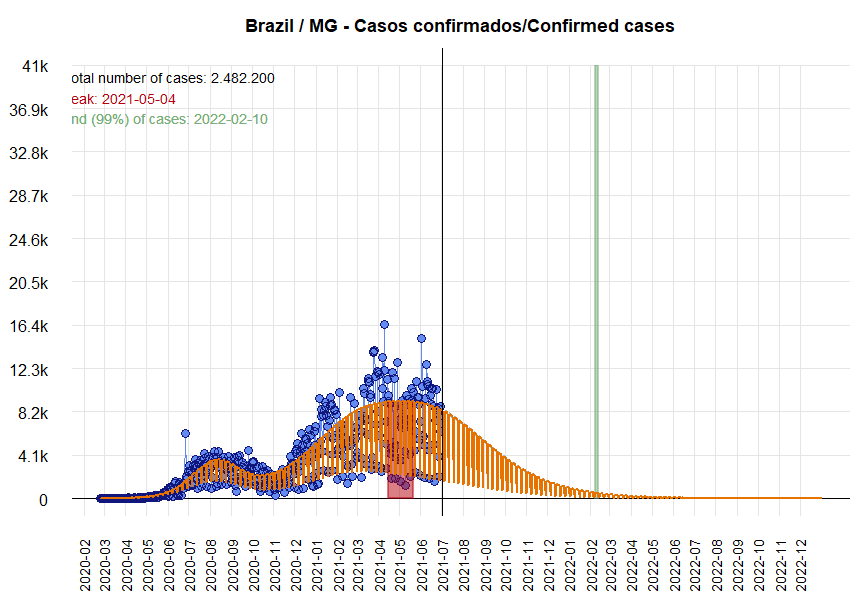 Brazil / MG - Casos confirmados/Confirmed cases
41k
otal number of cases: 2.482.200
eak: 2021-05-04
nd (99%) of cases: 2022-02-10
36.9k
32.8k
28.7k
24.6k
20.5k
16.4k
12.3k
8.2k
4.1k
0
2020-02
2020-03
2020-04
2020-05
2020-06
2020-07
2020-08
2020-09
2020-10
2020-11
2020-12
2021-01
2021-02
2021-03
2021-04
2021-05
2021-06
2021-07
2021-08
2021-09
2021-10
2021-11
2021-12
2022-01
2022-02
2022-03
2022-04
2022-05
2022-06
2022-07
2022-08
2022-09
2022-10
2022-11
2022-12